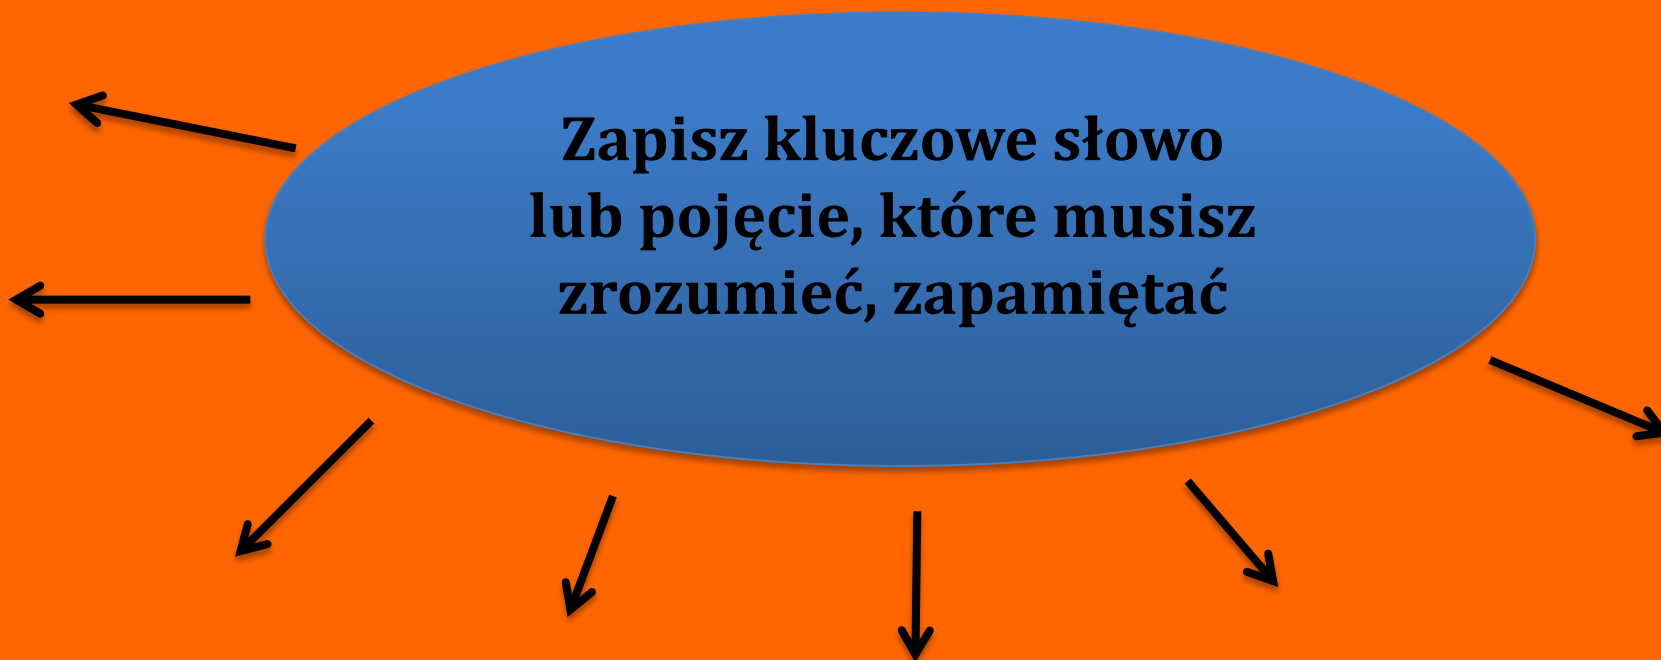 Zapisz kluczowe słowo
lub pojęcie, które musisz
zrozumieć, zapamiętać